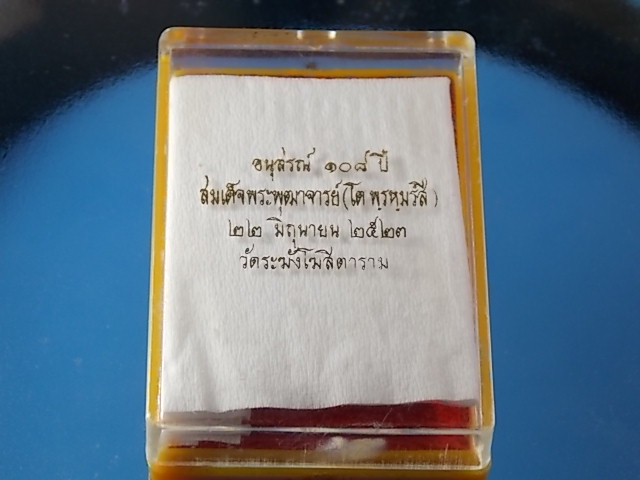 อนุสรณ์ ๑๐๘ ปี
สมเด็จพระพุฒาจารย์(โต พฺรหฺมรํสี)
๒๒ มิถุนายน ๒๕๒๓
วัดระฆังโฆสิตาราม